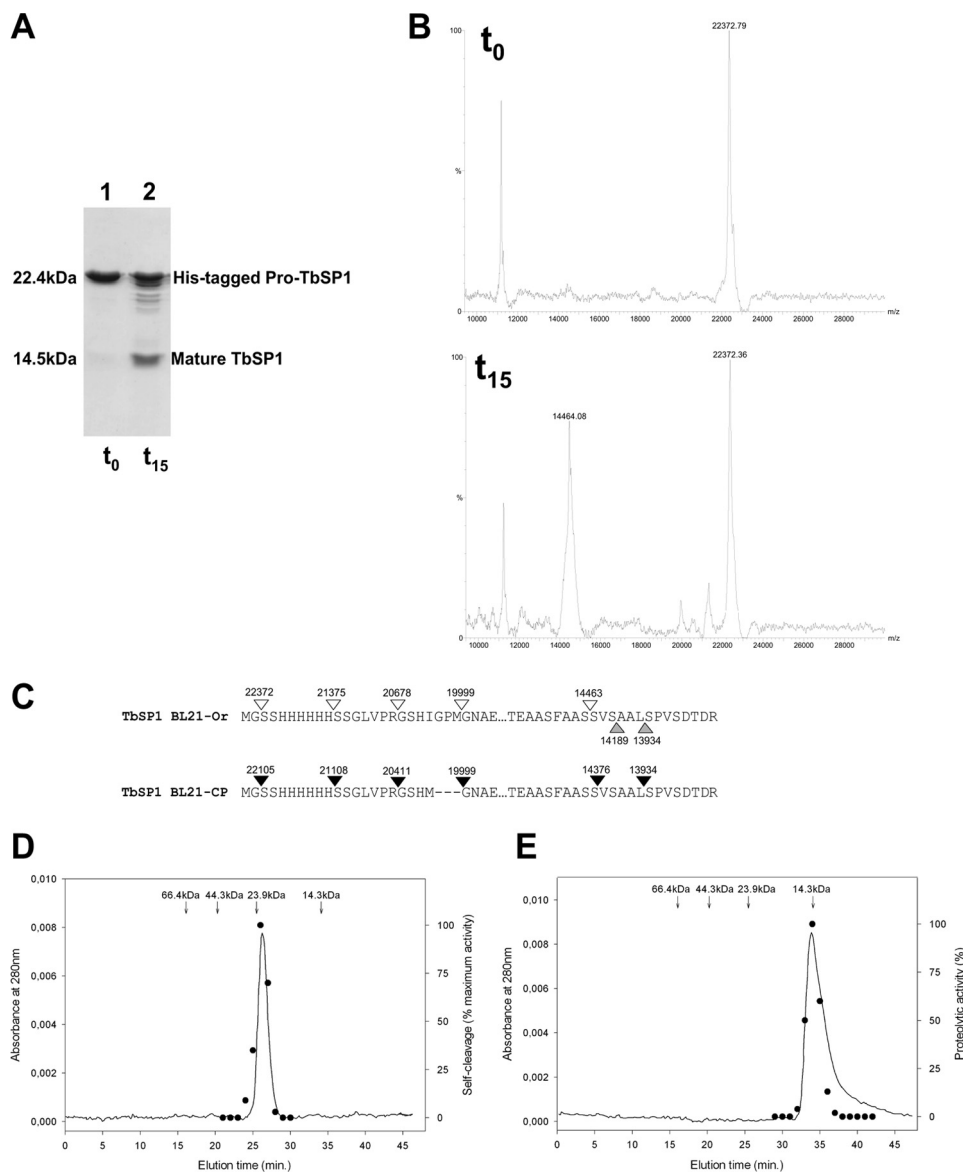 A
1 2
22.4kDa His-tagged Pro-TbSP1
14.5kDa Mature TbSP1
t0 t15
B
t0
22372.79
100
%
0
10000 12000 14000 16000 18000 20000 22000 24000 26000 28000 m/z
t15
22372.36
14464.08
100
%
0
10000 12000 14000 16000 18000 20000 22000 24000 26000 28000 m/z
C
22372 21375 20678 19999 14463
TbSP1 BL21-Or MGSSHHHHHHSSGLVPRGSHIGPMGNAE…TEAASFAASSVSAALSPVSDTDR
14189 13934
22105 21108 20411 19999 14376 13934
TbSP1 BL21-CP MGSSHHHHHHSSGLVPRGSHM---GNAE…TEAASFAASSVSAALSPVSDTDR
D
66.4kDa 44.3kDa 23.9kDa 14.3kDa
0,010
0,008
0,006
0,004
0,002
0,000
Absorbance at 280nm
100
75
50
25
0
Self-cleavage (% maximum activity)
0 5 10 15 20 25 30 35 40 45
Elution time (min.)
E
66.4kDa 44.3kDa 23.9kDa 14.3kDa
0,010
0,008
0,006
0,004
0,002
0,000
Absorbance at 280nm
100
75
50
25
0
Proteolytic activity (%)
0 5 10 15 20 25 30 35 40 45
Elution time (min.)